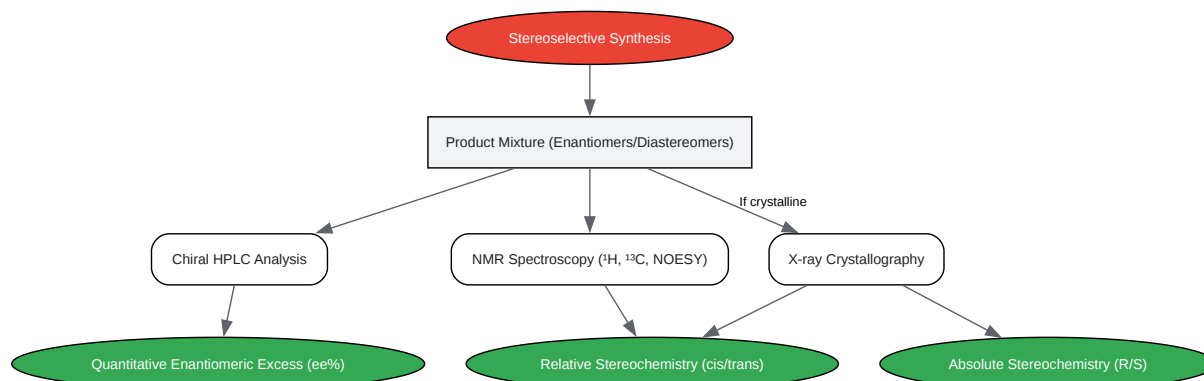 Stereoselective Synthesis
Product Mixture (Enantiomers/Diastereomers)
If crystalline
Chiral HPLC Analysis
NMR Spectroscopy (¹H, ¹³C, NOESY)
X-ray Crystallography
Quantitative Enantiomeric Excess (ee%)
Relative Stereochemistry (cis/trans)
Absolute Stereochemistry (R/S)